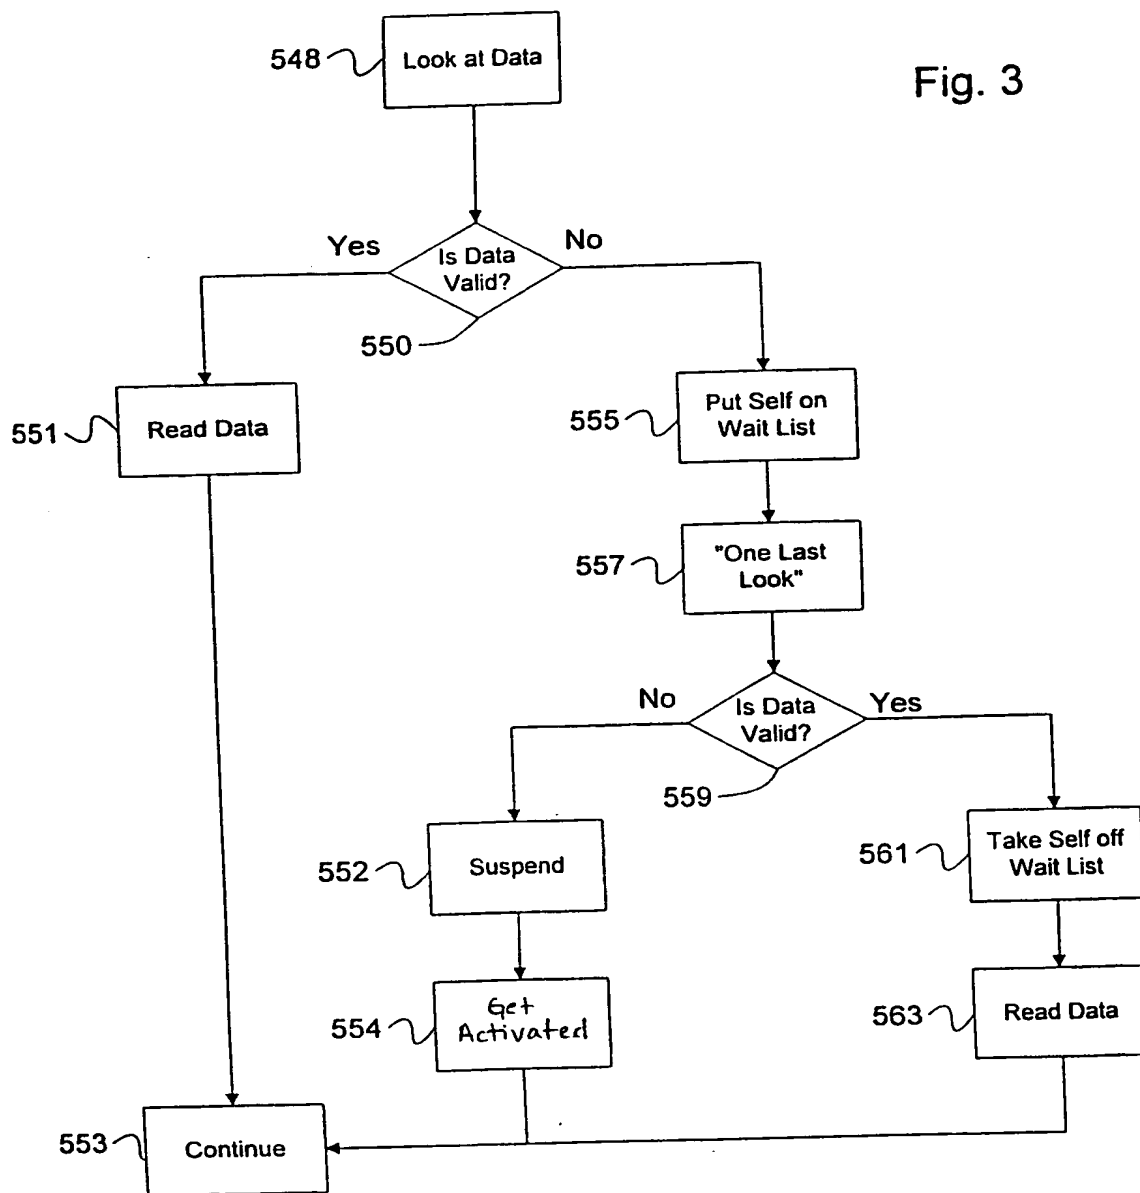 548
Look at Data
Fig. 3
Yes
No
Is Data
Valid?
550
551
Read Data
555
Put Self on
Wait List
557
"One Last
Look"
No
Yes
Is Data
Valid?
559
552
Suspend
561
Take Self off
Wait List
554
Get
Activated
563
Read Data
553
Continue